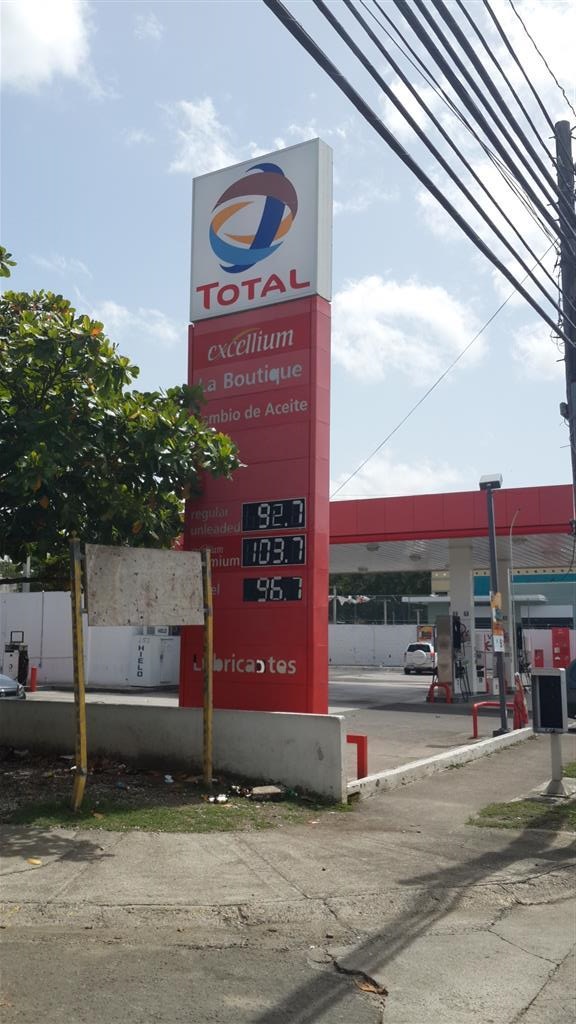 TOTAL
excellium
La Boutique
mbio de Aceite
regular
unleaded
92.7
103.7
mium
96.7
el
Lubricantes
HIELO
HIELO